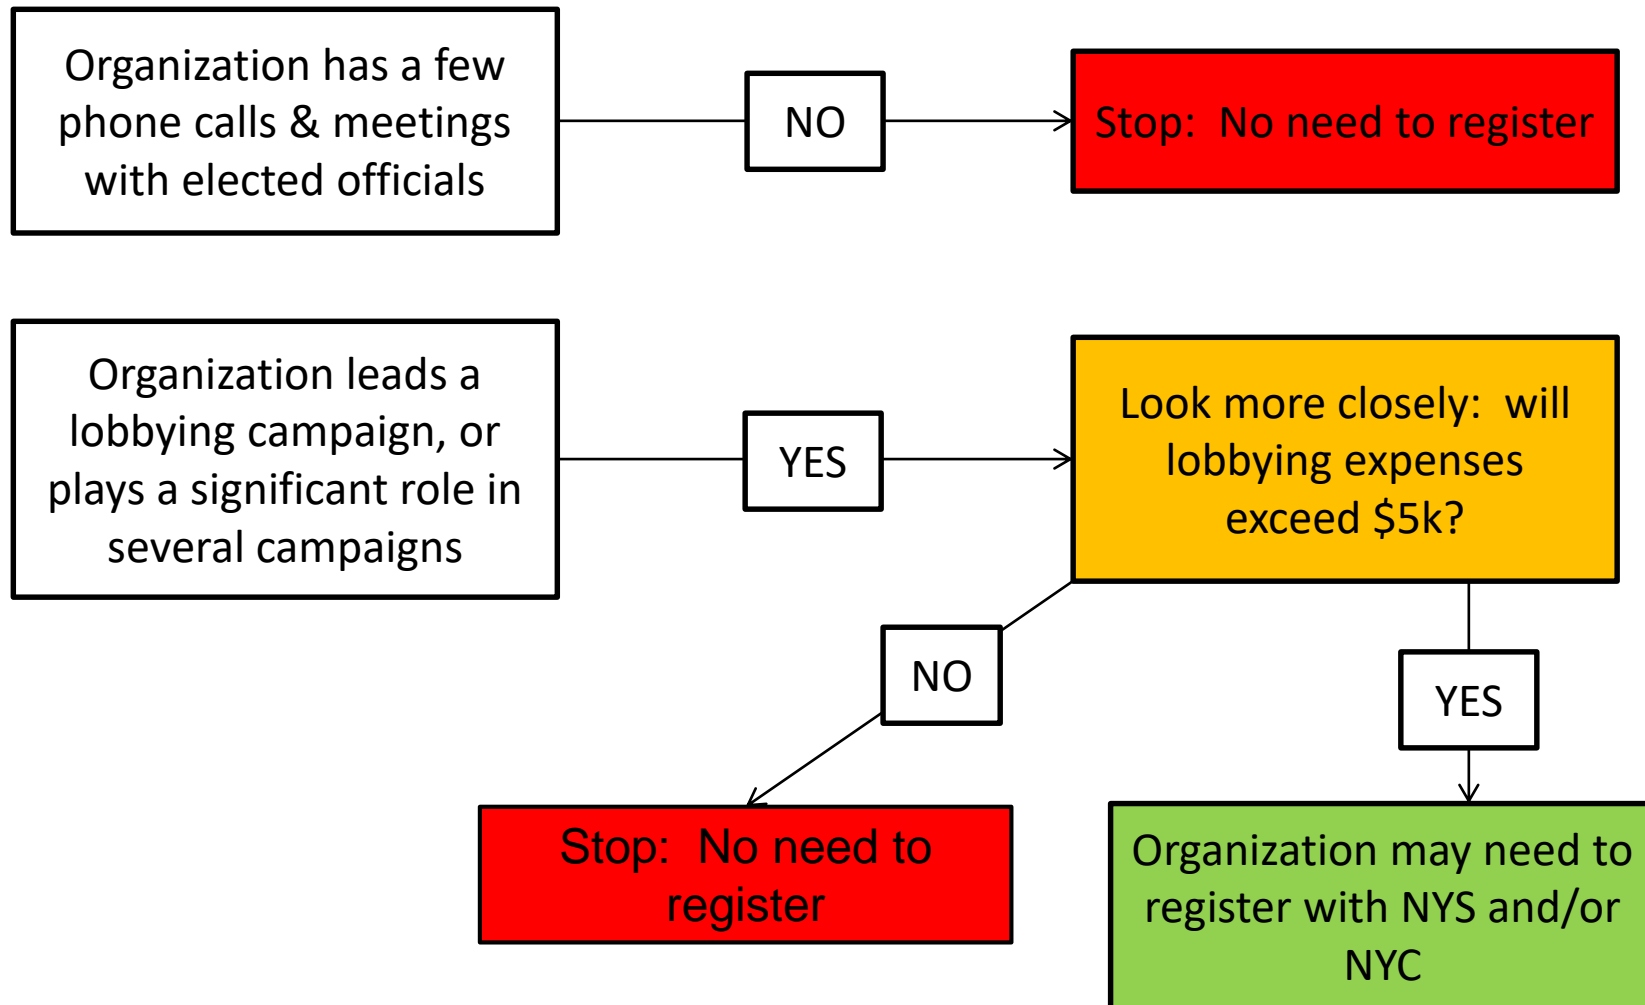 Organization has a few
phone calls & meetings
with elected officials
NO
Stop:  No need to register
Organization leads a
lobbying campaign, or
plays a significant role in
several campaigns
YES
Look more closely:  will
lobbying expenses
exceed $5k?
NO
YES
Stop:  No need to
register
Organization may need to
register with NYS and/or
NYC